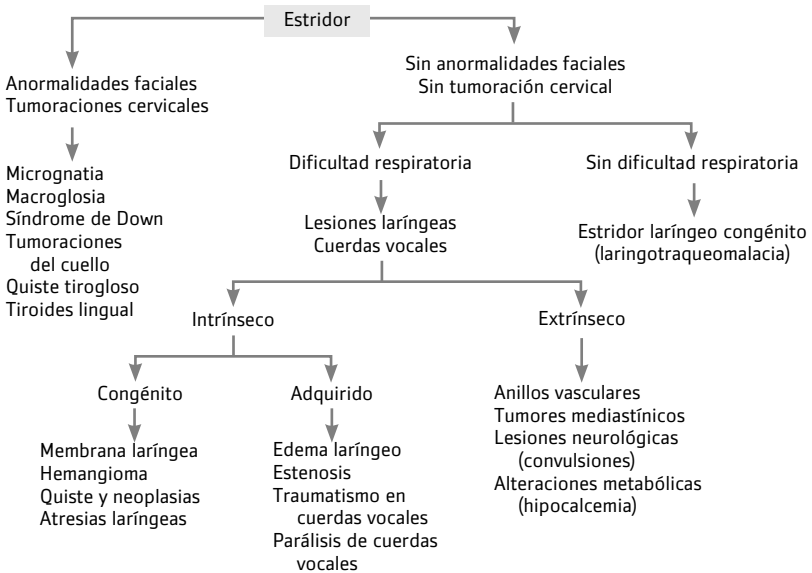 Estridor
Anormalidades faciales
Tumoraciones cervicales
Sin anormalidades faciales
Sin tumoración cervical
Micrognatia
Macroglosia
Síndrome de Down
Tumoraciones
del cuello
Quiste tirogloso
Tiroides lingual
Dificultad respiratoria
Sin dificultad respiratoria
Lesiones laríngeas
Cuerdas vocales
Estridor laríngeo congénito
(laringotraqueomalacia)
Intrínseco
Extrínseco
Congénito
Adquirido
Membrana laríngea
Hemangioma
Quiste y neoplasias
Atresias laríngeas
Edema laríngeo
Estenosis
Traumatismo en
cuerdas vocales
Parálisis de cuerdas
vocales
Anillos vasculares
Tumores mediastínicos
Lesiones neurológicas
(convulsiones)
Alteraciones metabólicas
(hipocalcemia)